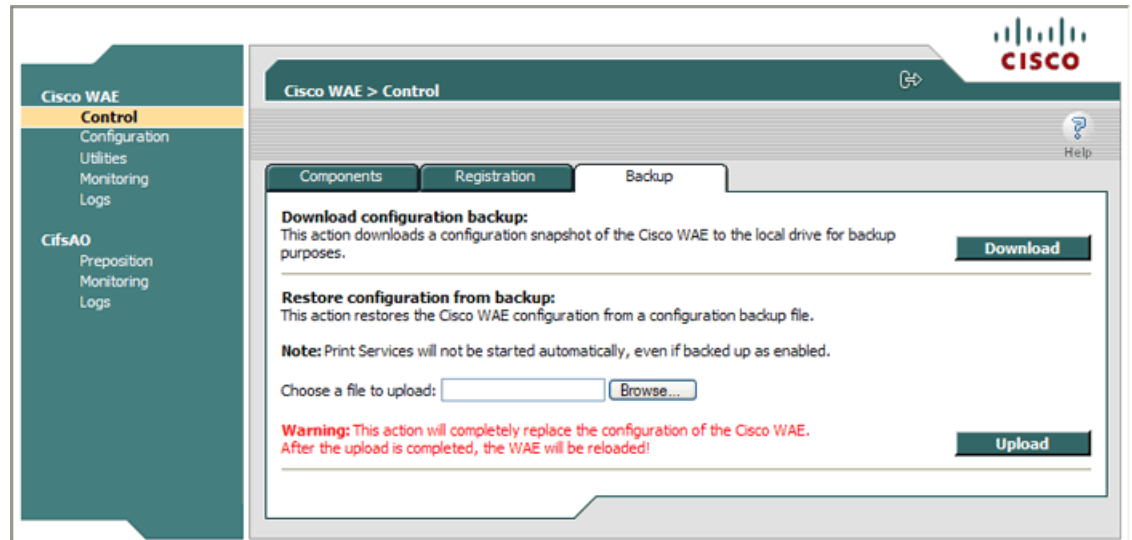 CISCO
Cisco WAE
Control
Configuration
Utilities
Monitoring
Logs
CifsAO
Preposition
Monitoring
Logs
Cisco WAE > Control
Help
Components
Registration
Backup
Download configuration backup:
This action downloads a configuration snapshot of the Cisco WAE to the local drive for backup
purposes.
Download
Restore configuration from backup:
This action restores the Cisco WAE configuration from a configuration backup file.
Note: Print Services will not be started automatically, even if backed up as enabled.
Choose a file to upload:
Browse...
Warning: This action will completely replace the configuration of the Cisco WAE.
After the upload is completed, the WAE will be reloaded!
Upload